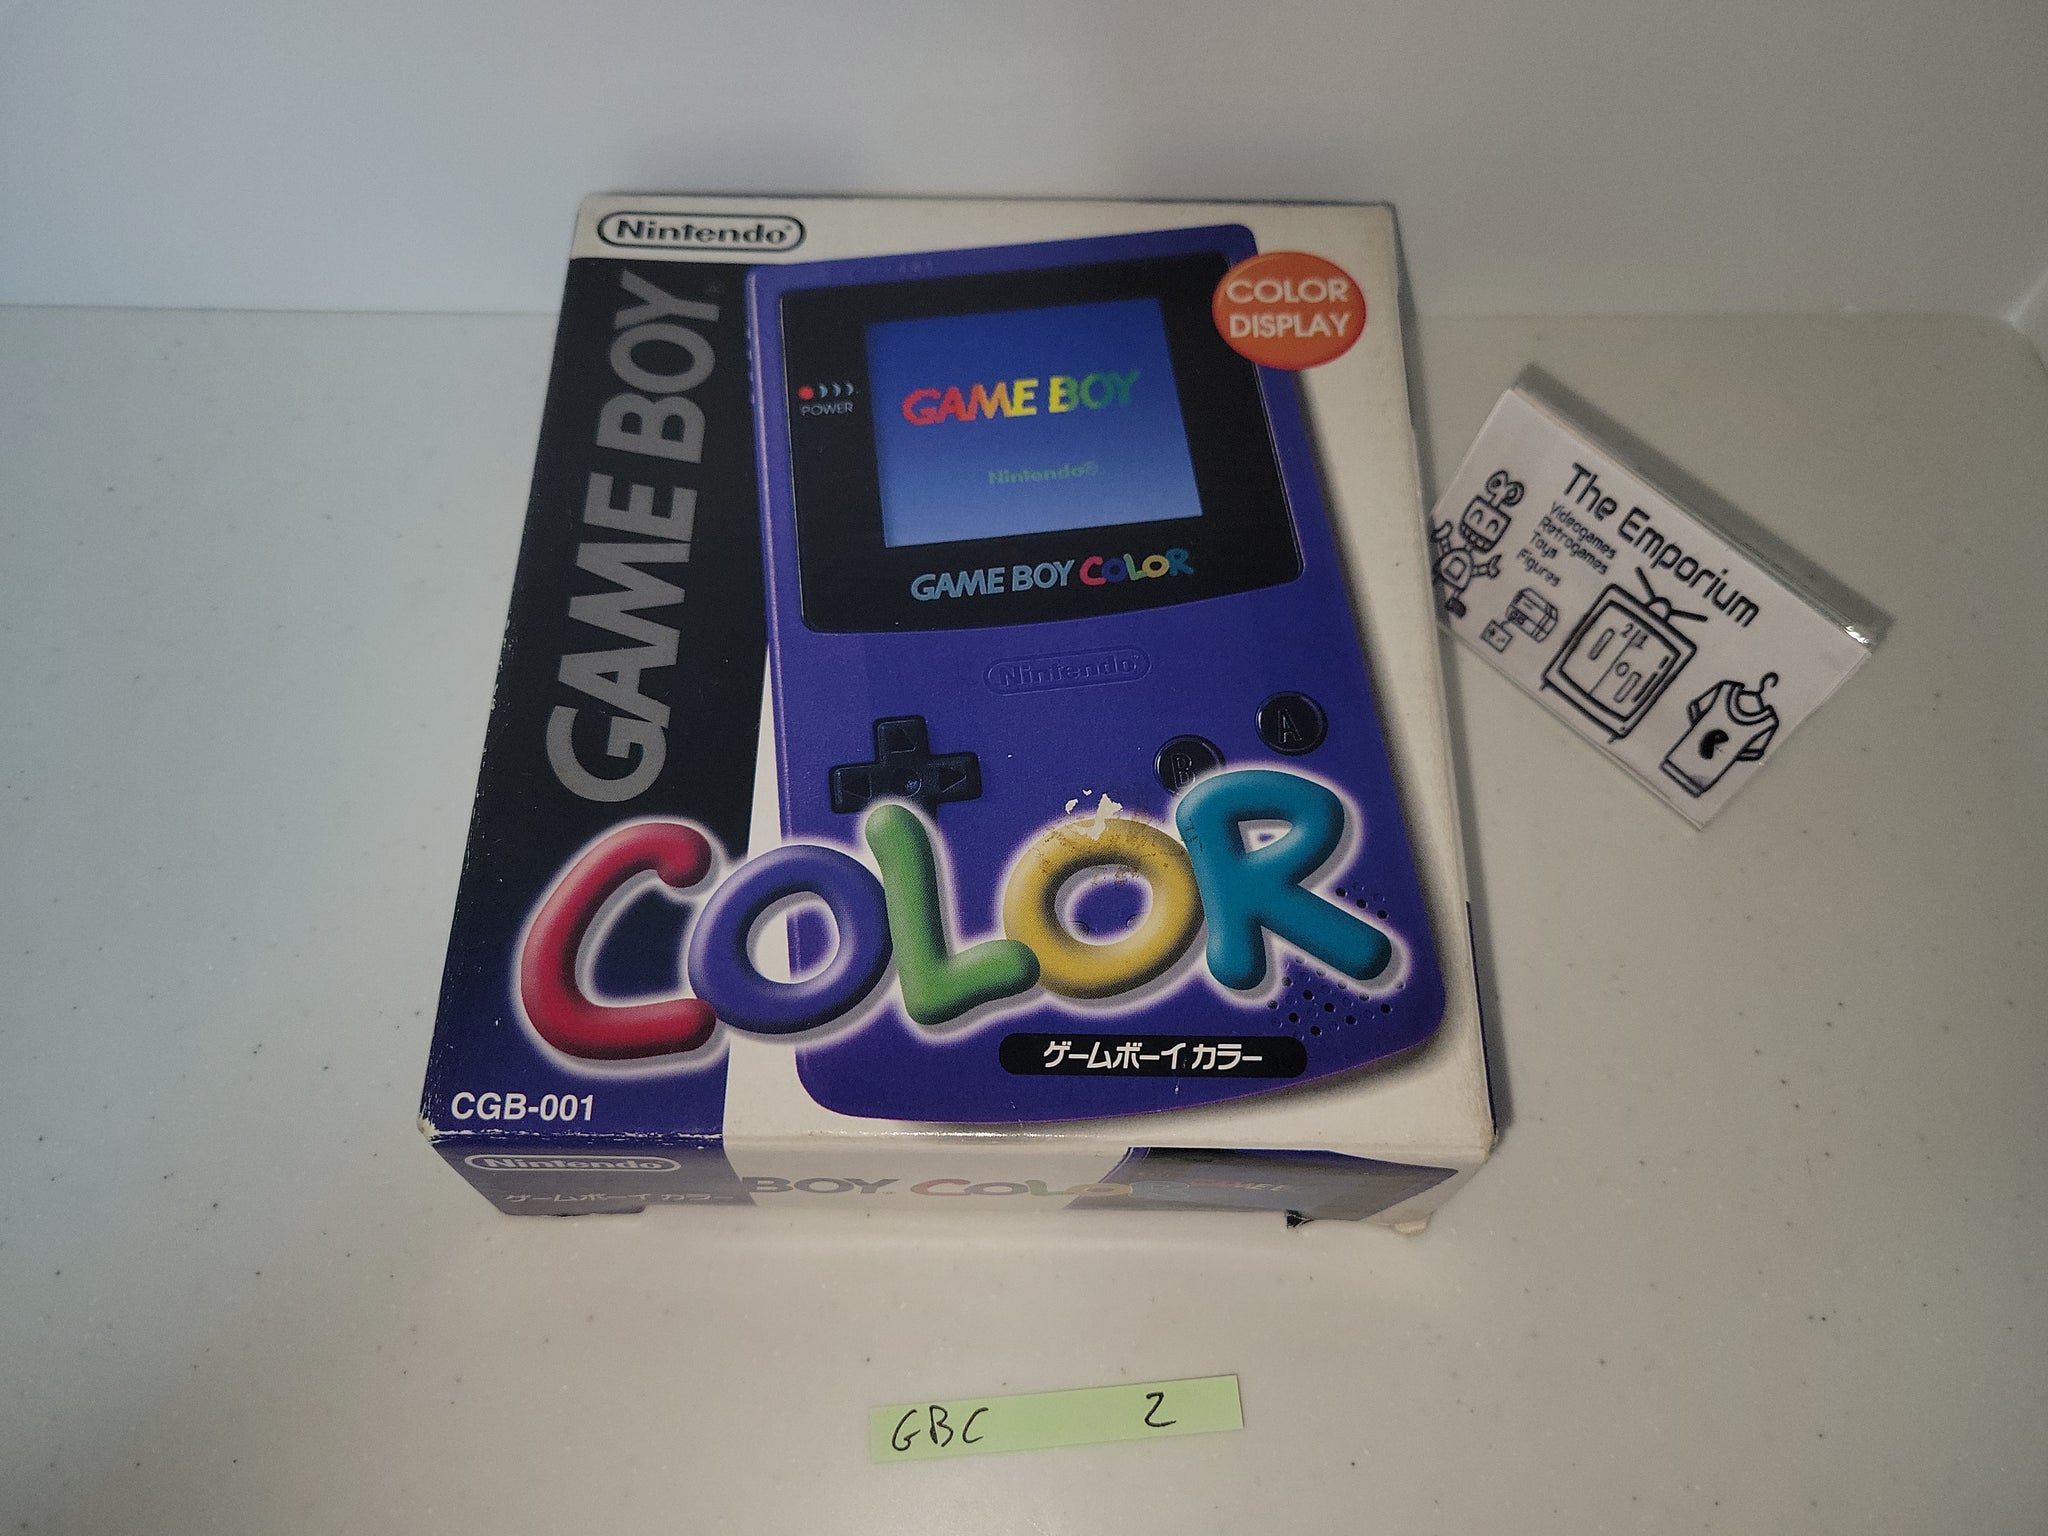 Nintendo®
GAME BOY
COLOR
DISPLAY
POWER
GAME BOY
Nintendo®
GAME BOY COLOR
Nintendo
A
B
COLOR
ゲームボーイ カラー
CGB-001
Nintendo
ゲームボーイ カラー
BOY COLOR
The Emporium
Videogames
Retrogames
Toys
Figures
GBC 2